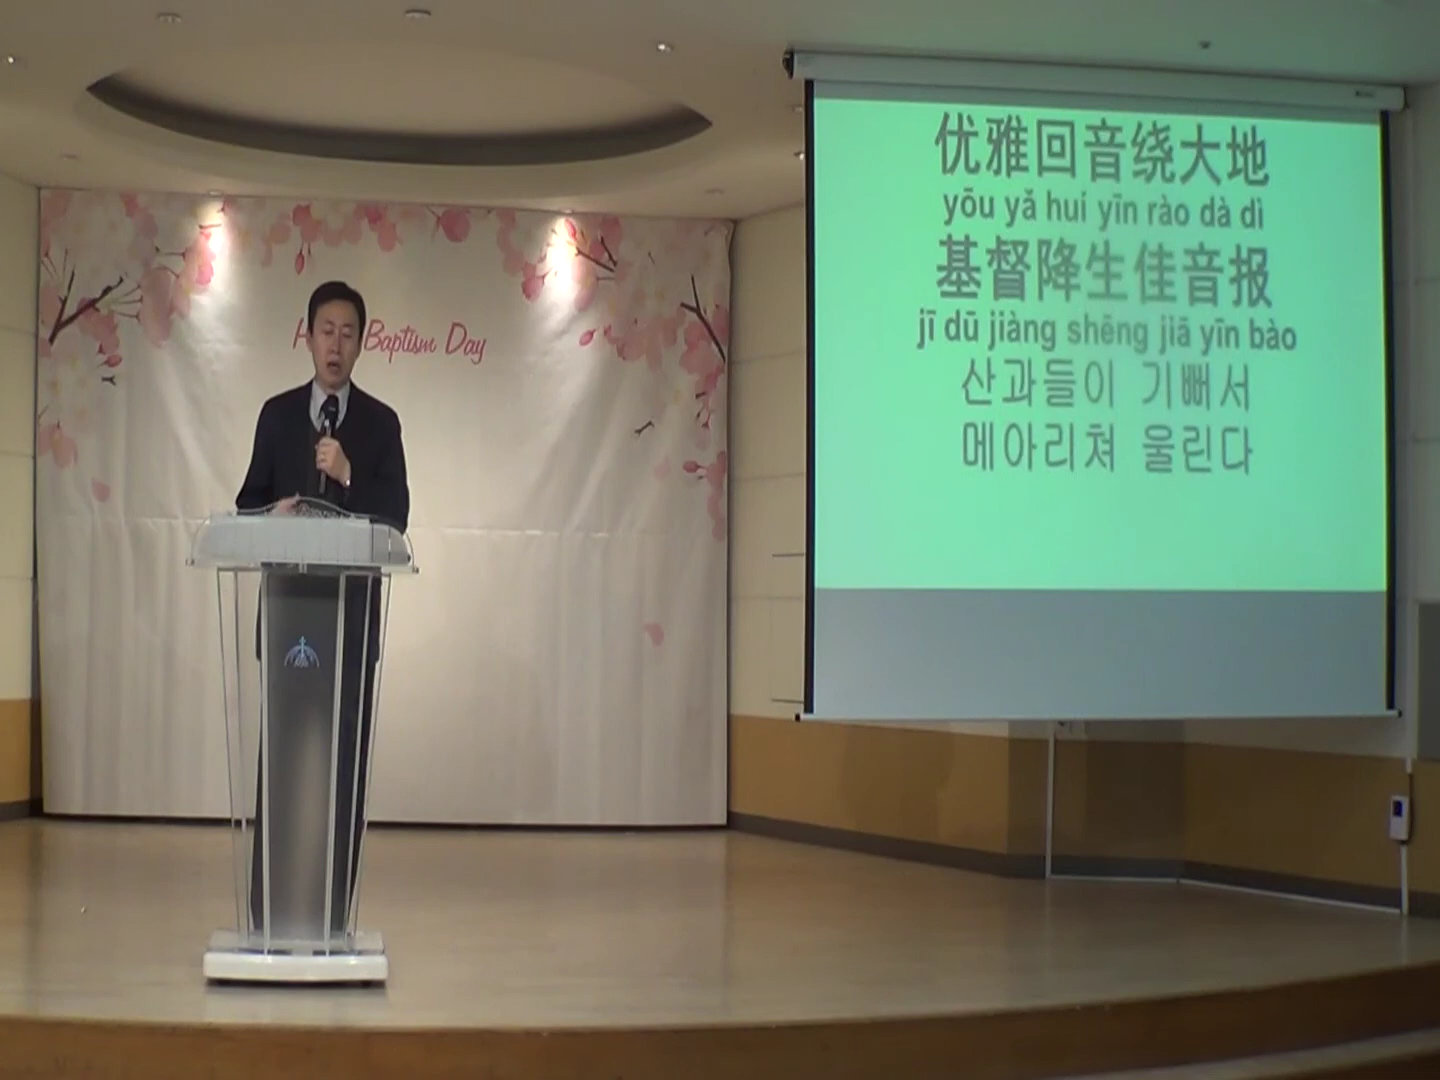 Baptism Day
优雅回音绕大地
yōu yǎ huí yīn rào dà dì
基督降生佳音报
jī dū jiàng shēng jiā yīn bào
산과들이 기뻐서
메아리쳐 울린다